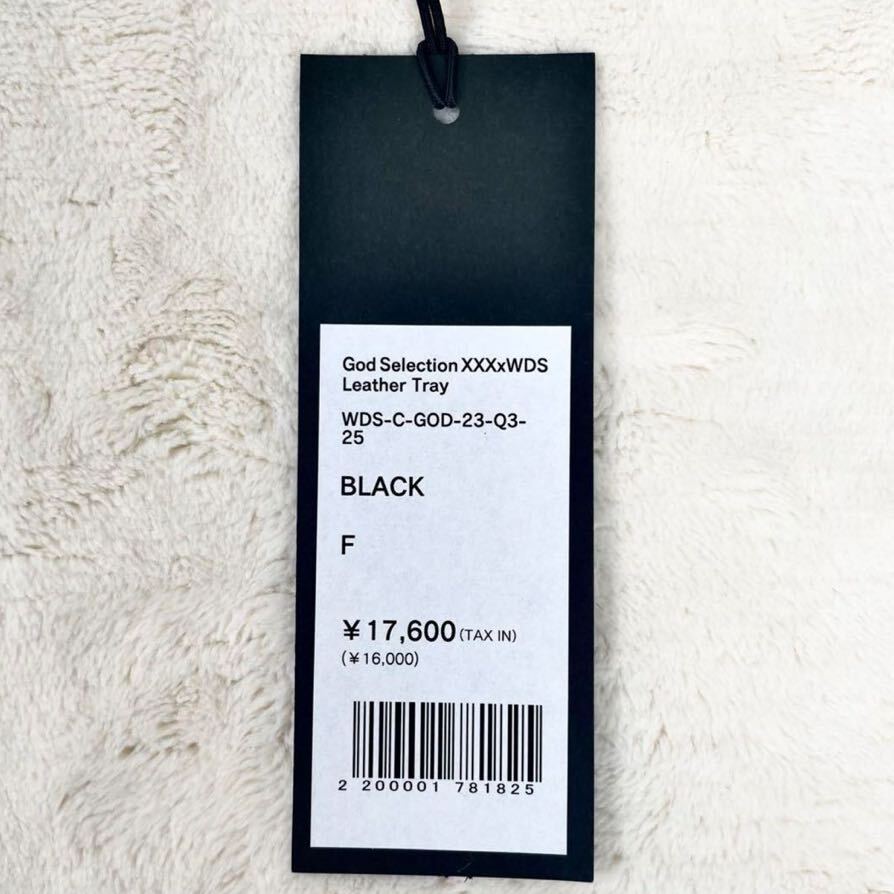 God Selection XXXxWDS
Leather Tray
WDS-C-GOD-23-Q3-
25
BLACK
F
¥17,600 (TAX IN)
(¥16,000)
2 200001 781825